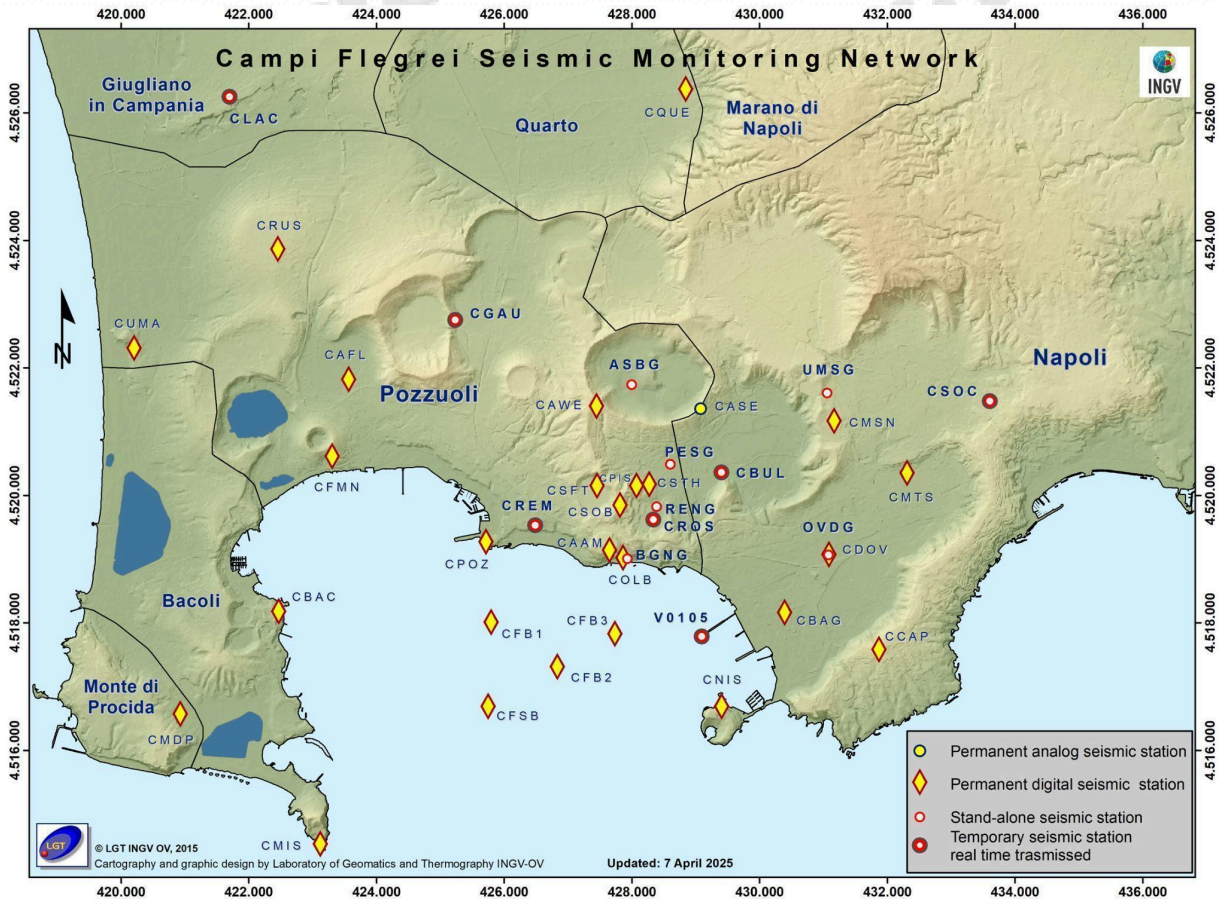 420.000 422.000 424.000 426.000 428.000 430.000 432.000 434.000 436.000
Campi Flegrei Seismic Monitoring Network
INGV
Giugliano
in Campania
CLAC
Quarto
CQUE
Marano di
Napoli
4.526.000
4.526.000
CRUS
4.524.000
4.524.000
CUMA
CGAU
N
CAFL
Pozzuoli
ASBG
UMSG
Napoli
4.522.000
4.522.000
CAWE
CASE
CMSN
CSOC
CFMN
PESG
CBUL
CMTS
CPIS
CSFT
CSTH
CSOB
RENG
CROS
CREM
4.520.000
4.520.000
OVDG
CDOV
CPOZ
CAAM
BGNG
COLB
Bacoli
CBAC
CFB1
CFB3
V0105
CBAG
CCAP
4.518.000
4.518.000
CFB2
Monte di
Procida
CMDP
CFSB
CNIS
4.516.000
4.516.000
Permanent analog seismic station
Permanent digital seismic station
Stand-alone seismic station
Temporary seismic station
real time trasmissed
CMIS
LGT
© LGT INGV OV, 2015
Cartography and graphic design by Laboratory of Geomatics and Thermography INGV-OV
Updated: 7 April 2025
420.000 422.000 424.000 426.000 428.000 430.000 432.000 434.000 436.000